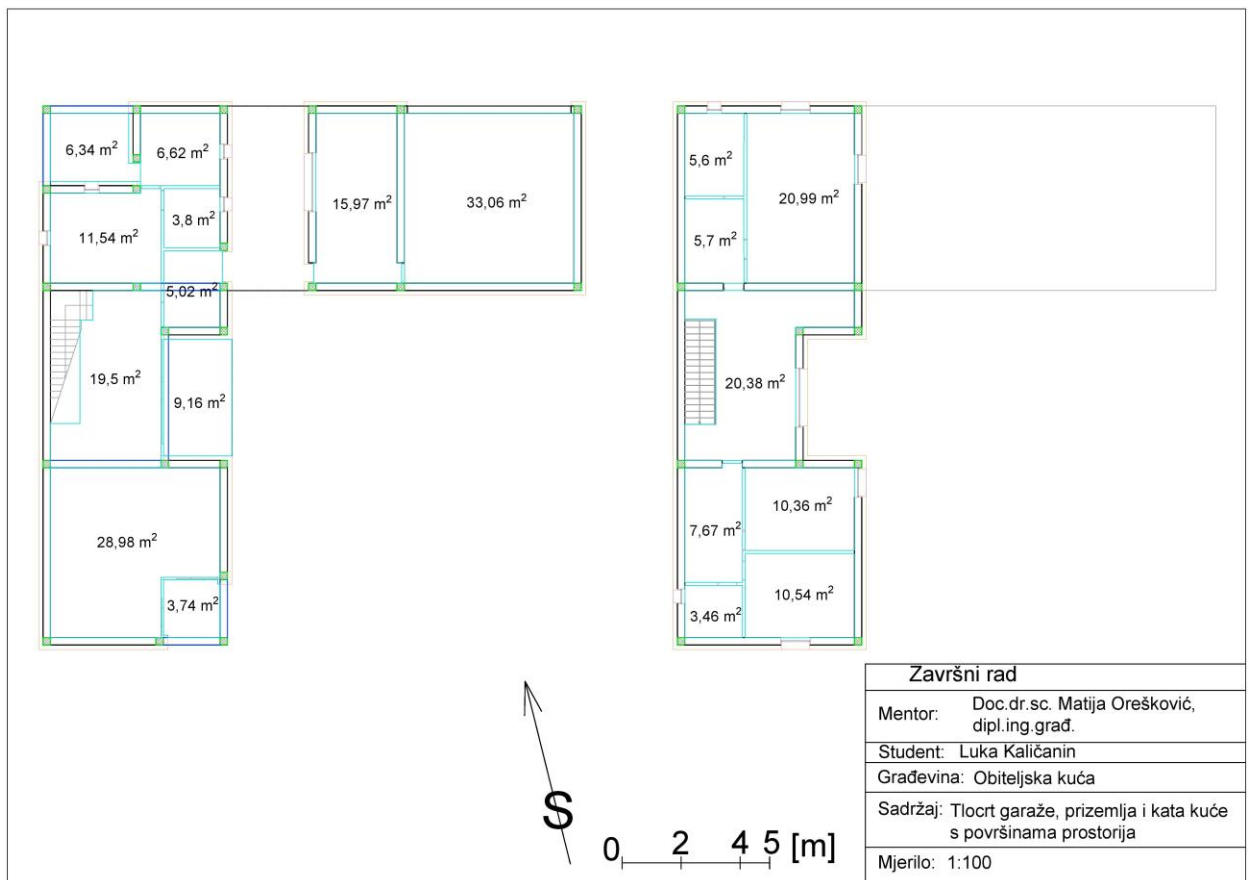 6,34 m²
6,62 m²
15,97 m²
33,06 m²
3,8 m²
11,54 m²
5,02 m²
19,5 m²
9,16 m²
28,98 m²
3,74 m²
5,6 m²
20,99 m²
5,7 m²
20,38 m²
10,36 m²
7,67 m²
10,54 m²
3,46 m²
S
0 2 4 5 [m]
Završni rad
Mentor: Doc.dr.sc. Matija Orešković,
dipl.ing.građ.
Student: Luka Kaličanin
Građevina: Obiteljska kuća
Sadržaj: Tlocrt garaže, prizemlja i kata kuće
s površinama prostorija
Mjerilo: 1:100